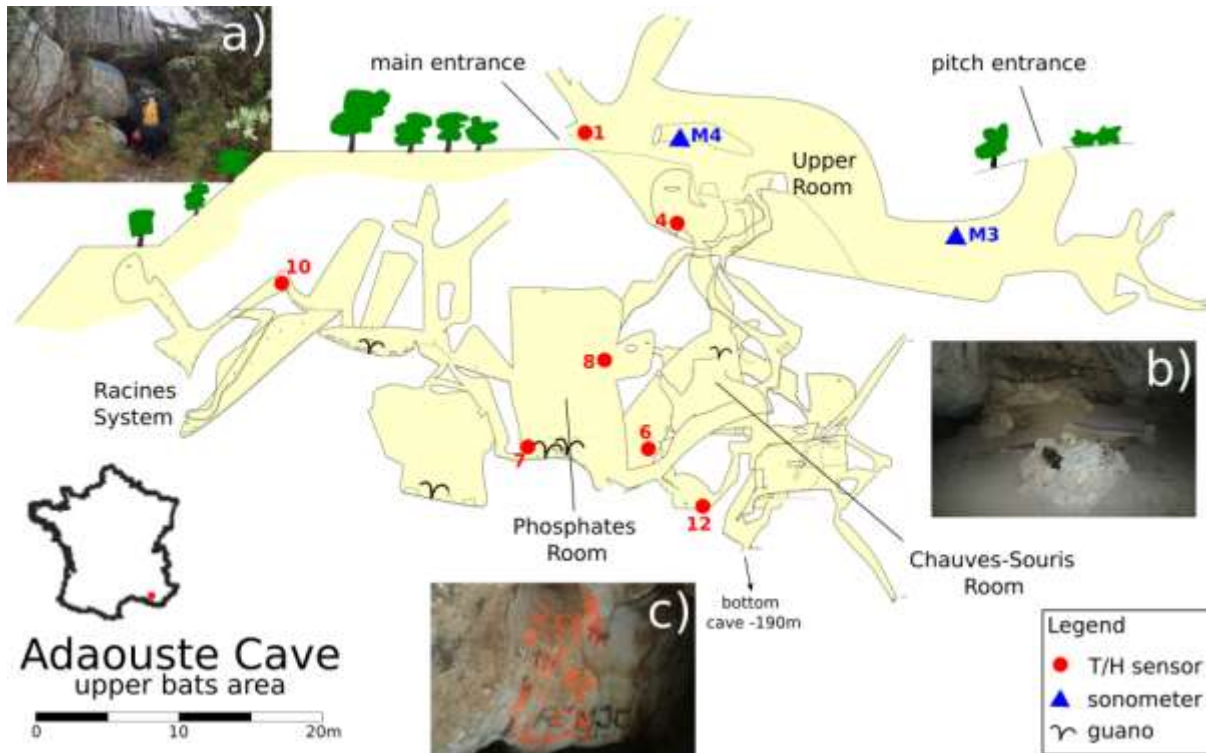 a)
main entrance
pitch entrance
1
M4
Upper
Room
4
M3
10
8
b)
Racines
System
6
7
12
Phosphates
Room
Chauves-Souris
Room
c)
bottom
cave -190m
Adaouste Cave
upper bats area
0
10
20m
Legend
T/H sensor
sonometer
guano